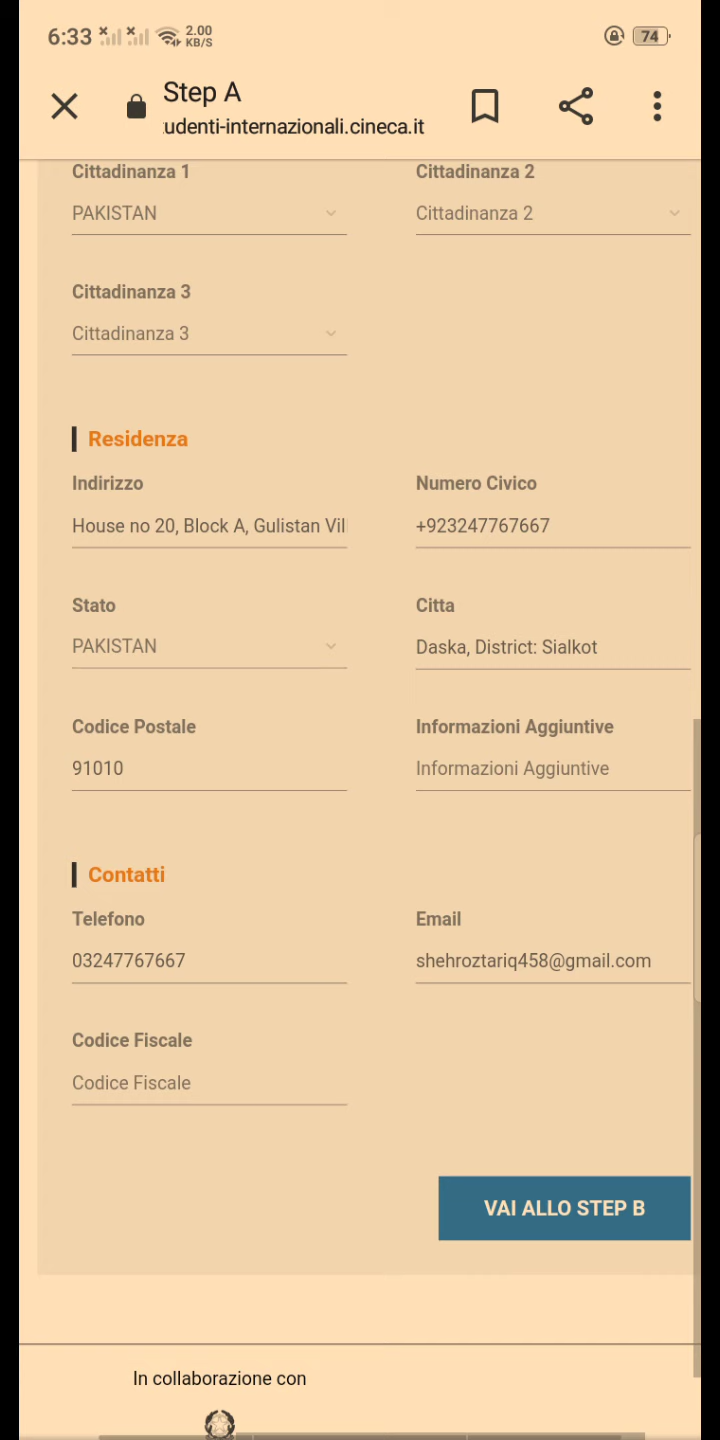 6:33
2.00
KB/S
74
Step A
udenti-internazionali.cineca.it
Cittadinanza 1
Cittadinanza 2
PAKISTAN
Cittadinanza 2
Cittadinanza 3
Cittadinanza 3
Residenza
Indirizzo
Numero Civico
House no 20, Block A, Gulistan Vil
+923247767667
Stato
Citta
PAKISTAN
Daska, District: Sialkot
Codice Postale
Informazioni Aggiuntive
91010
Informazioni Aggiuntive
Contatti
Telefono
Email
03247767667
shehroztariq458@gmail.com
Codice Fiscale
Codice Fiscale
VAI ALLO STEP B
In collaborazione con